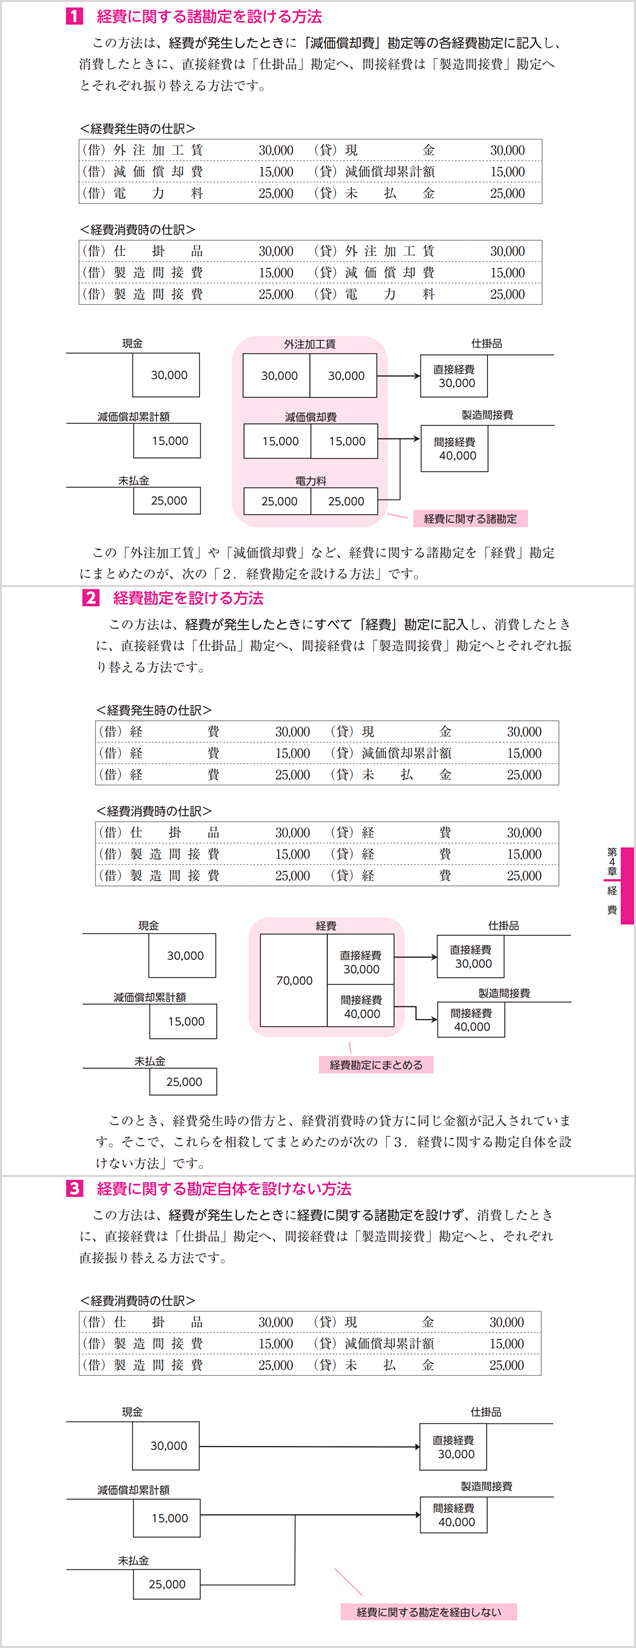 1 経費に関する諸勘定を設ける方法
この方法は、経費が発生したときに「減価償却費」勘定等の各経費勘定に記入し、
消費したときに、直接経費は「仕掛品」勘定へ、間接経費は「製造間接費」勘定へ
とそれぞれ振り替える方法です。
＜経費発生時の仕訳＞
（借）外注加工賃 30,000 （貸）現金 30,000
（借）減価償却費 15,000 （貸）減価償却累計額 15,000
（借）電力料 25,000 （貸）未払金 25,000
＜経費消費時の仕訳＞
（借）仕掛品 30,000 （貸）外注加工賃 30,000
（借）製造間接費 15,000 （貸）減価償却費 15,000
（借）製造間接費 25,000 （貸）電力料 25,000
現金 外注加工賃 仕掛品
30,000 30,000 30,000 直接経費
30,000
減価償却累計額 減価償却費 製造間接費
15,000 15,000 15,000 間接経費
40,000
未払金 電力料
25,000 25,000 25,000
経費に関する諸勘定
この「外注加工賃」や「減価償却費」など、経費に関する諸勘定を「経費」勘定
にまとめたのが、次の「２．経費勘定を設ける方法」です。
2 経費勘定を設ける方法
この方法は、経費が発生したときにすべて「経費」勘定に記入し、消費したとき
に、直接経費は「仕掛品」勘定へ、間接経費は「製造間接費」勘定へとそれぞれ振
り替える方法です。
＜経費発生時の仕訳＞
（借）経費 30,000 （貸）現金 30,000
（借）経費 15,000 （貸）減価償却累計額 15,000
（借）経費 25,000 （貸）未払金 25,000
＜経費消費時の仕訳＞
（借）仕掛品 30,000 （貸）経費 30,000
（借）製造間接費 15,000 （貸）経費 15,000
（借）製造間接費 25,000 （貸）経費 25,000
第4章 経費
現金 経費 仕掛品
30,000 70,000 直接経費
30,000
直接経費
30,000
減価償却累計額 製造間接費
15,000 間接経費
40,000
間接経費
40,000
未払金
25,000
経費勘定にまとめる
このとき、経費発生時の借方と、経費消費時の貸方に同じ金額が記入されていま
す。そこで、これらを相殺してまとめたのが次の「３．経費に関する勘定自体を設
けない方法」です。
3 経費に関する勘定自体を設けない方法
この方法は、経費が発生したときに経費に関する諸勘定を設けず、消費したとき
に、直接経費は「仕掛品」勘定へ、間接経費は「製造間接費」勘定へと、それぞれ
直接振り替える方法です。
＜経費消費時の仕訳＞
（借）仕掛品 30,000 （貸）現金 30,000
（借）製造間接費 15,000 （貸）減価償却累計額 15,000
（借）製造間接費 25,000 （貸）未払金 25,000
現金 仕掛品
30,000 直接経費
30,000
減価償却累計額 製造間接費
15,000 間接経費
40,000
未払金
25,000
経費に関する勘定を経由しない